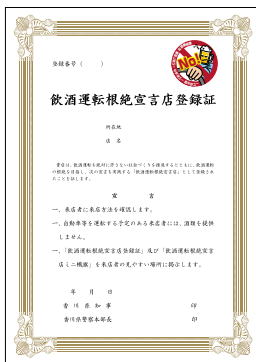 登録番号（　　）
No!
飲酒運転根絶宣言店登録証
所在地
店　名
貴店は、飲酒運転を絶対に許さない社会づくりを推進するとともに、飲酒運転
の根絶を目指し、次の宣言を実践する「飲酒運転根絶宣言店」として登録され
たことを証します。
宣　　言
一、来店者に来店方法を確認します。
一、自動車等を運転する予定のある来店者には、酒類を提供
しません。
一、「飲酒運転根絶宣言店登録証」及び「飲酒運転根絶宣言
店ミニ幟旗」を来店者の見やすい場所に掲示します。
年　月　日
香川県知事　　印
香川県警察本部長　　印